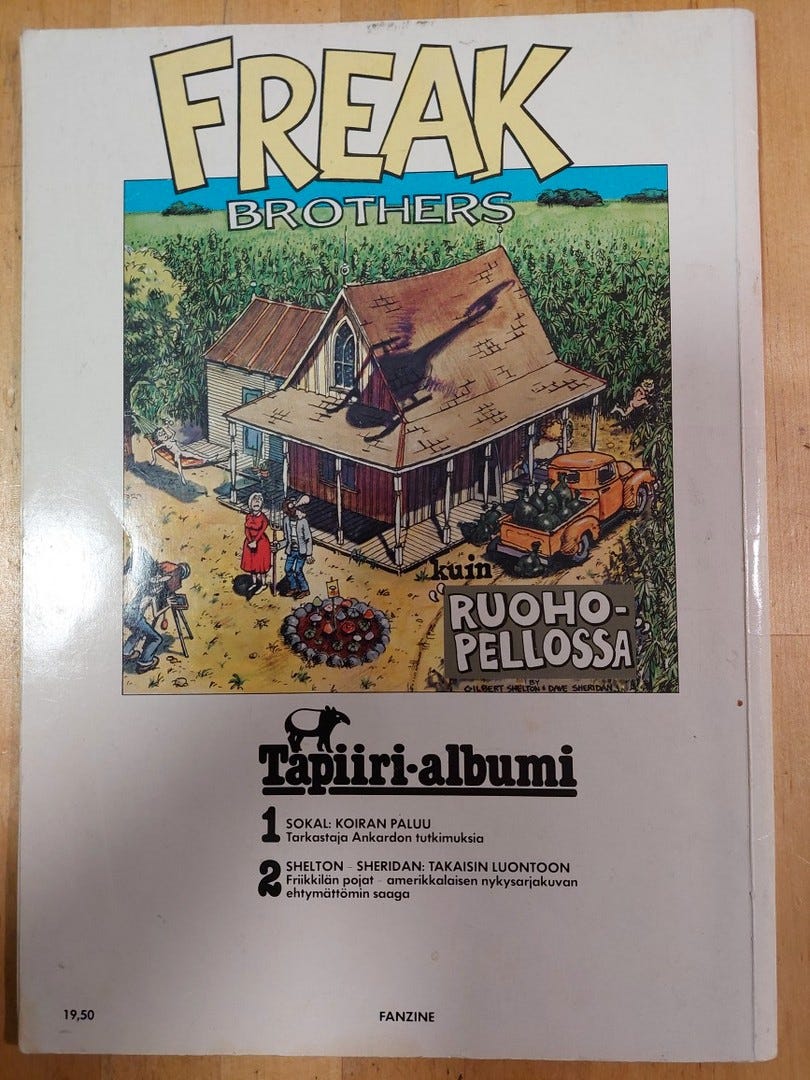 FREAK
BROTHERS
kuin
RUOHO-
PELLOSSA
BY
GILBERT SHELTON & DAVE SHERIDAN
Tapiiri-albumi
1 SOKAL: KOIRAN PALUU
Tarkastaja Ankardon tutkimuksia
2 SHELTON - SHERIDAN: TAKAISIN LUONTOON
Friikkilän pojat - amerikkalaisen nykysarjakuvan
ehtymättömin saaga
19,50
FANZINE